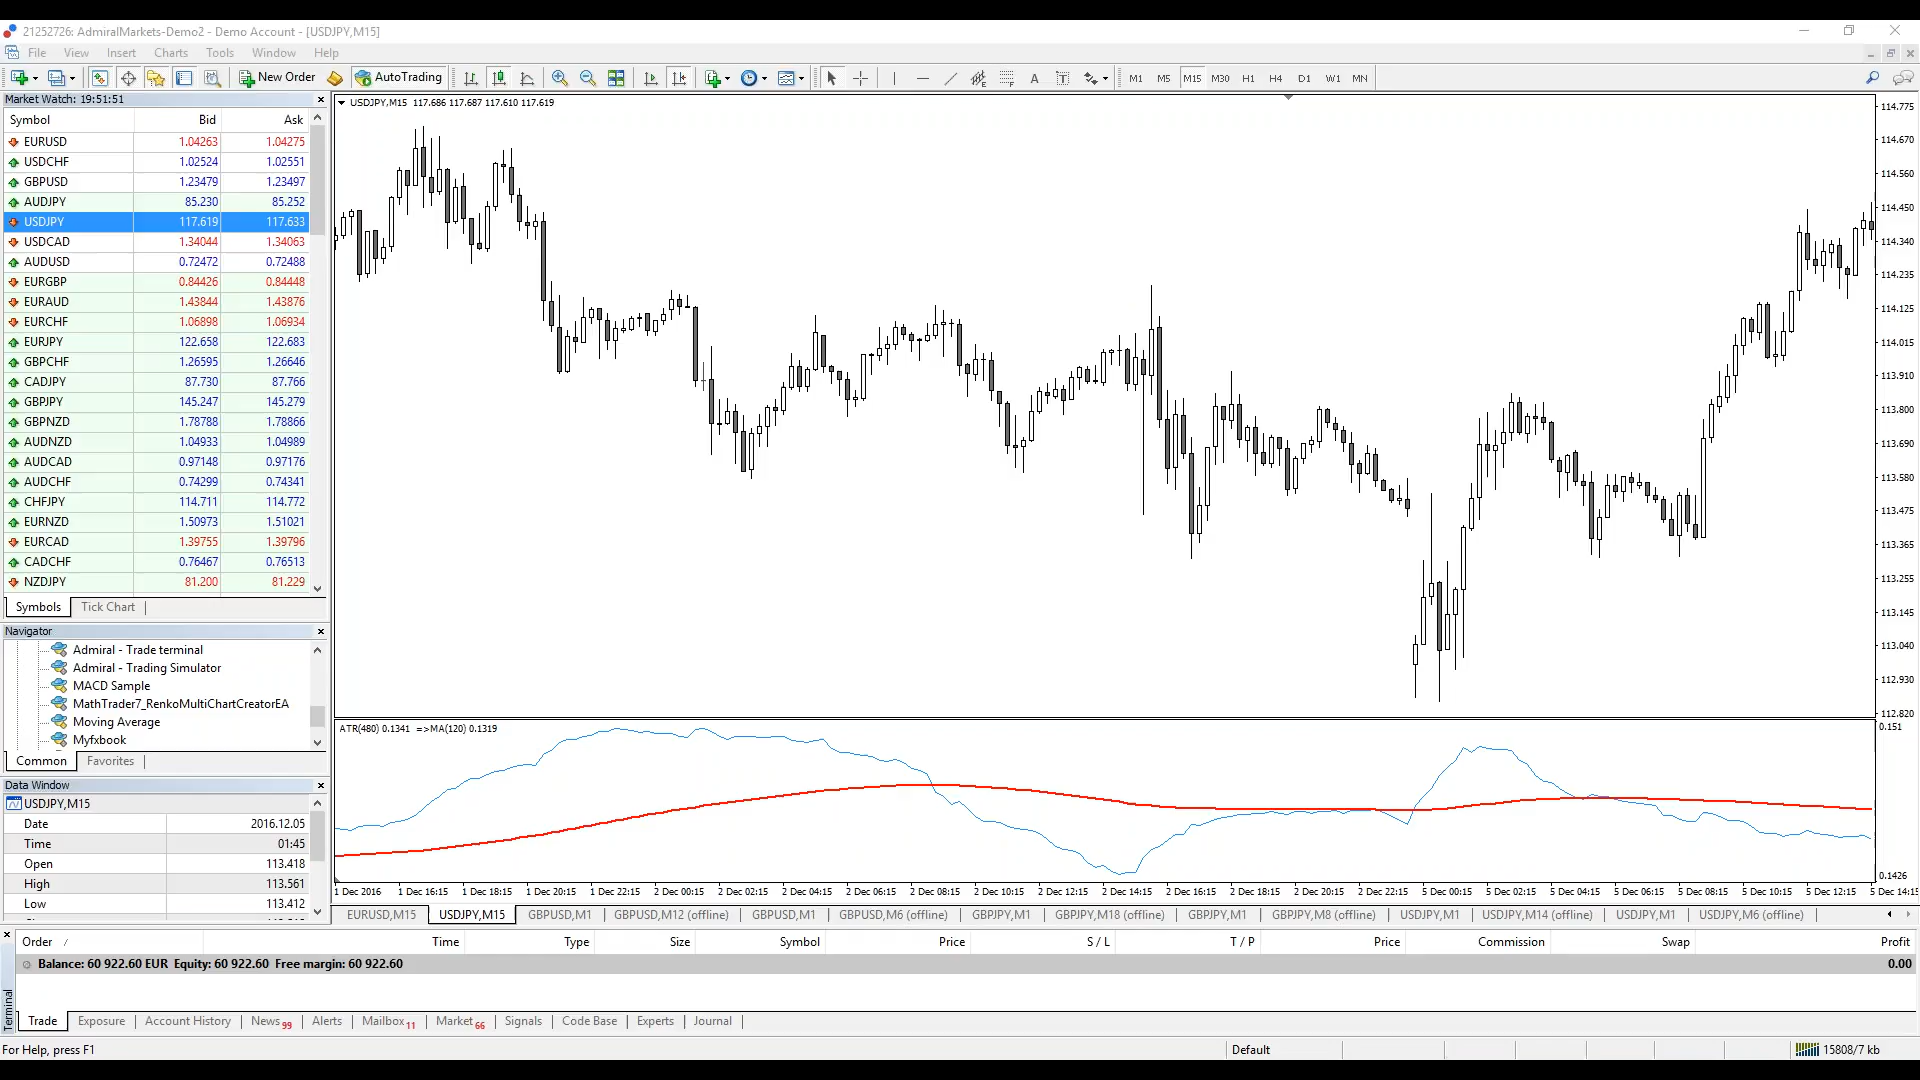 21252726: AdmiralMarkets-Demo2 - Demo Account - [USDJPY,M15]
File View Insert Charts Tools Window Help
New Order AutoTrading A T M1 M5 M15 M30 H1 H4 D1 W1 MN
Market Watch: 19:51:51
Symbol Bid Ask
EURUSD 1.04263 1.04275
USDCHF 1.02524 1.02551
GBPUSD 1.23479 1.23497
AUDJPY 85.230 85.252
USDJPY 117.619 117.633
USDCAD 1.34044 1.34063
AUDUSD 0.72472 0.72488
EURGBP 0.84426 0.84448
EURAUD 1.43844 1.43876
EURCHF 1.06898 1.06934
EURJPY 122.658 122.683
GBPCHF 1.26595 1.26646
CADJPY 87.730 87.766
GBPJPY 145.247 145.279
GBPNZD 1.78788 1.78866
AUDNZD 1.04933 1.04989
AUDCAD 0.97148 0.97176
AUDCHF 0.74299 0.74341
CHFJPY 114.711 114.772
EURNZD 1.50973 1.51021
EURCAD 1.39755 1.39796
CADCHF 0.76467 0.76513
NZDJPY 81.200 81.229
Symbols Tick Chart
Navigator
Admiral - Trade terminal
Admiral - Trading Simulator
MACD Sample
MathTrader7_RenkoMultiChartCreatorEA
Moving Average
Myfxbook
Common Favorites
Data Window
USDJPY,M15
Date 2016.12.05
Time 01:45
Open 113.418
High 113.561
Low 113.412
USDJPY,M15 117.686 117.687 117.610 117.619
114.775
114.670
114.560
114.450
114.340
114.235
114.125
114.015
113.910
113.800
113.690
113.580
113.475
113.365
113.255
113.145
113.040
112.930
112.820
ATR(480) 0.1341 =>MA(120) 0.1319
0.151
0.1426
1 Dec 2016 1 Dec 16:15 1 Dec 18:15 1 Dec 20:15 1 Dec 22:15 2 Dec 00:15 2 Dec 02:15 2 Dec 04:15 2 Dec 06:15 2 Dec 08:15 2 Dec 10:15 2 Dec 12:15 2 Dec 14:15 2 Dec 16:15 2 Dec 18:15 2 Dec 20:15 2 Dec 22:15 5 Dec 00:15 5 Dec 02:15 5 Dec 04:15 5 Dec 06:15 5 Dec 08:15 5 Dec 10:15 5 Dec 12:15 5 Dec 14:15
EURUSD,M15 USDJPY,M15 GBPUSD,M1 GBPUSD,M12 (offline) GBPUSD,M1 GBPUSD,M6 (offline) GBPJPY,M1 GBPJPY,M18 (offline) GBPJPY,M1 GBPJPY,M8 (offline) USDJPY,M1 USDJPY,M14 (offline) USDJPY,M1 USDJPY,M6 (offline)
Order / Time Type Size Symbol Price S / L T / P Price Commission Swap Profit
Balance: 60 922.60 EUR Equity: 60 922.60 Free margin: 60 922.60 0.00
Terminal
Trade Exposure Account History News 99 Alerts Mailbox 11 Market 66 Signals Code Base Experts Journal
For Help, press F1 Default 15808/7 kb